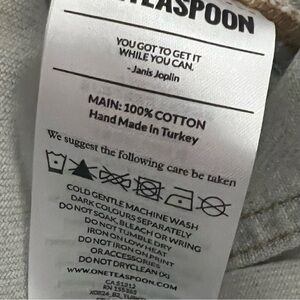 TEASPOON
YOU GOT TO GET IT
WHILE YOU CAN.
-Janis Joplin
MAIN: 100% COTTON
Hand Made In Turkey
We suggest the following care be taken
COLD GENTLE MACHINE WASH
DARK COLOURS SEPARATELY
DO NOT SOAK, BLEACH OR WRING
DO NOT TUMBLE DRY
IRON ON LOW HEAT
DO NOT IRON ON PRINT
OR ACCESSORIES
DO NOT DRYCLEAN (X)
WWW.ONETEASPOON.COM